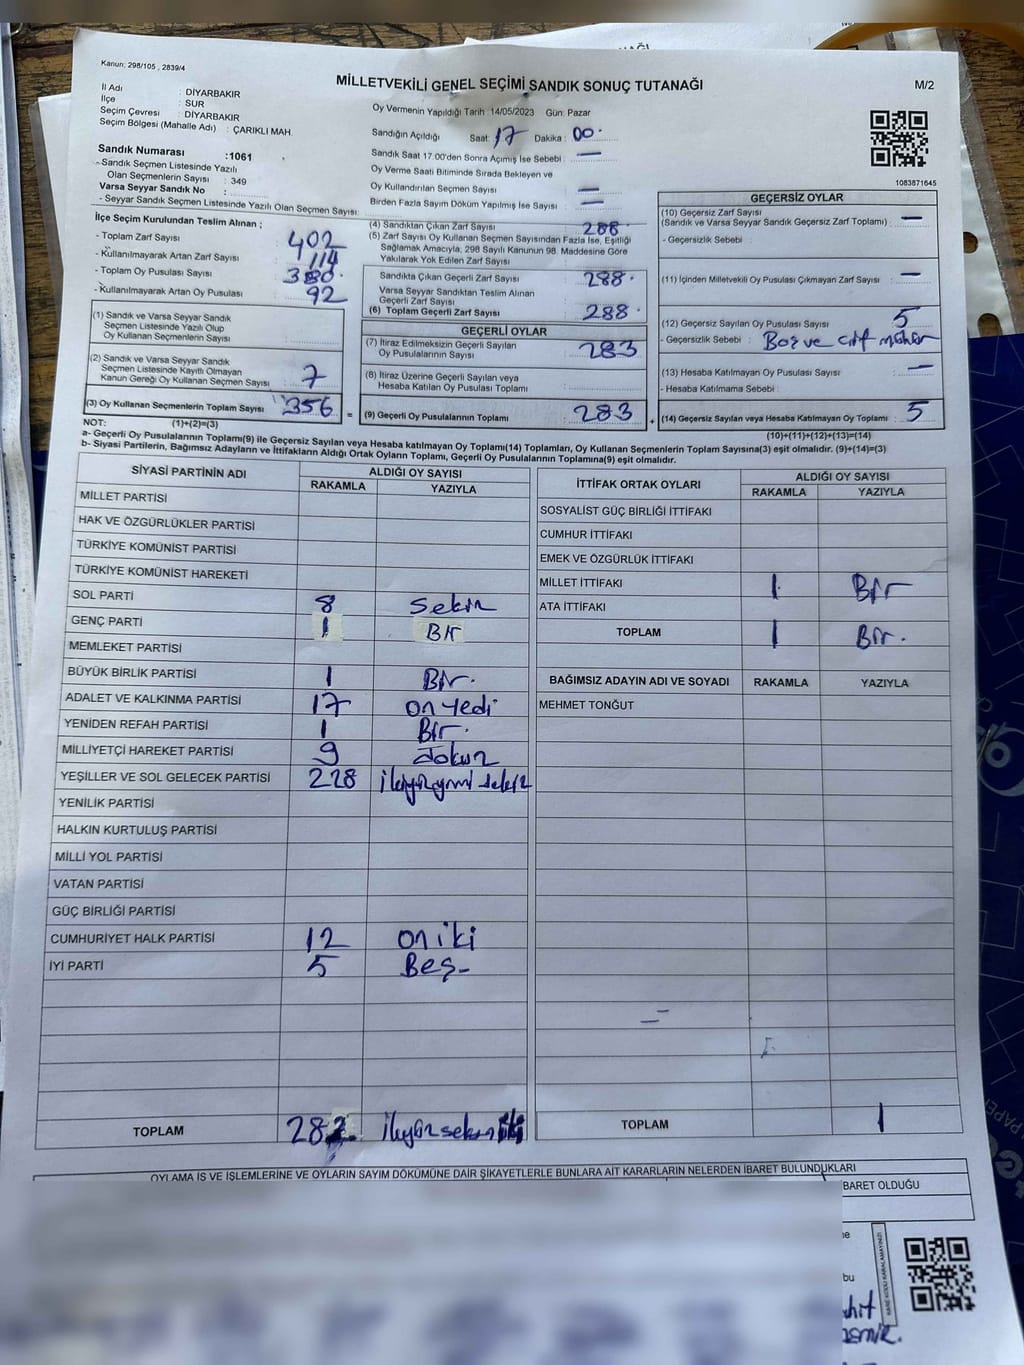 Kanun: 298/105 , 2839/4
MİLLETVEKİLİ GENEL SEÇİMİ SANDIK SONUÇ TUTANAĞI
M/2
İl Adı : DİYARBAKIR
İlçe : SUR
Seçim Çevresi : DİYARBAKIR
Seçim Bölgesi (Mahalle Adı) : ÇARIKLI MAH.
Sandık Numarası :1061
- Sandık Seçmen Listesinde Yazılı
Olan Seçmenlerin Sayısı : 349
Varsa Seyyar Sandık No :
- Seyyar Sandık Seçmen Listesinde Yazılı Olan Seçmen Sayısı:
Oy Vermenin Yapıldığı Tarih :14/05/2023 Gün: Pazar
Sandığın Açıldığı Saat: 17 Dakika : 00.
Sandık Saat 17.00'den Sonra Açımış İse Sebebi : —
Oy Verme Saati Bitiminde Sırada Bekleyen ve
Oy Kullandırılan Seçmen Sayısı : —
Birden Fazla Sayım Döküm Yapılmış İse Sayısı : —
1083871645
İlçe Seçim Kurulundan Teslim Alınan :
- Toplam Zarf Sayısı : 402
- Kullanılmayarak Artan Zarf Sayısı : 114
- Toplam Oy Pusulası Sayısı : 380.
- Kullanılmayarak Artan Oy Pusulası : 92
(1) Sandık ve Varsa Seyyar Sandık
Seçmen Listesinde Yazılı Olup
Oy Kullanan Seçmenlerin Sayısı :
(2) Sandık ve Varsa Seyyar Sandık
Seçmen Listesinde Kayıtlı Olmayan
Kanun Gereği Oy Kullanan Seçmen Sayısı : 7
(3) Oy Kullanan Seçmenlerin Toplam Sayısı : 356 =
(4) Sandıktan Çıkan Zarf Sayısı : 288.
(5) Zarf Sayısı Oy Kullanan Seçmen Sayısından Fazla İse, Eşitliği
Sağlamak Amacıyla, 298 Sayılı Kanunun 98. Maddesine Göre
Yakılarak Yok Edilen Zarf Sayısı :
Sandıkta Çıkan Geçerli Zarf Sayısı : 288.
Varsa Seyyar Sandıktan Teslim Alınan
Geçerli Zarf Sayısı :
(6) Toplam Geçerli Zarf Sayısı : 288.
GEÇERLİ OYLAR
(7) İtiraz Edilmeksizin Geçerli Sayılan
Oy Pusulalarının Sayısı : 283
(8) İtiraz Üzerine Geçerli Sayılan veya
Hesaba Katılan Oy Pusulası Toplamı :
(9) Geçerli Oy Pusulalarının Toplamı : 283 +
GEÇERSİZ OYLAR
(10) Geçersiz Zarf Sayısı : —
(Sandık ve Varsa Seyyar Sandık Geçersiz Zarf Toplamı)
- Geçersizlik Sebebi :
(11) İçinden Milletvekili Oy Pusulası Çıkmayan Zarf Sayısı : —
(12) Geçersiz Sayılan Oy Pusulası Sayısı : 5
- Geçersizlik Sebebi : Boş ve çift mühür
(13) Hesaba Katılmayan Oy Pusulası Sayısı : —
- Hesaba Katılmama Sebebi :
(14) Geçersiz Sayılan veya Hesaba Katılmayan Oy Toplamı : 5
NOT: (1)+(2)=(3)
(10)+(11)+(12)+(13)=(14)
a- Geçerli Oy Pusulalarının Toplamı(9) ile Geçersiz Sayılan veya Hesaba katılmayan Oy Toplamı(14) Toplamları, Oy Kullanan Seçmenlerin Toplam Sayısına(3) eşit olmalıdır. (9)+(14)=(3)
b- Siyasi Partilerin, Bağımsız Adayların ve İttifakların Aldığı Ortak Oyların Toplamı, Geçerli Oy Pusulalarının Toplamına(9) eşit olmalıdır.
SİYASİ PARTİNİN ADI ALDIĞI OY SAYISI
RAKAMLA YAZIYLA
MİLLET PARTİSİ
HAK VE ÖZGÜRLÜKLER PARTİSİ
TÜRKİYE KOMÜNİST PARTİSİ
TÜRKİYE KOMÜNİST HAREKETİ
SOL PARTİ 8 Sekiz
GENÇ PARTİ 1 Bir
MEMLEKET PARTİSİ
BÜYÜK BİRLİK PARTİSİ 1 Bir.
ADALET VE KALKINMA PARTİSİ 17 on yedi
YENİDEN REFAH PARTİSİ 1 Bir.
MİLLİYETÇİ HAREKET PARTİSİ 9 dokuz
YEŞİLLER VE SOL GELECEK PARTİSİ 228 ikiyüzyirmi sekiz
YENİLİK PARTİSİ
HALKIN KURTULUŞ PARTİSİ
MİLLİ YOL PARTİSİ
VATAN PARTİSİ
GÜÇ BİRLİĞİ PARTİSİ
CUMHURİYET HALK PARTİSİ 12 on iki
İYİ PARTİ 5 Beş-
TOPLAM 282 ikiyüzseksen iki
İTTİFAK ORTAK OYLARI ALDIĞI OY SAYISI
RAKAMLA YAZIYLA
SOSYALİST GÜÇ BİRLİĞİ İTTİFAKI
CUMHUR İTTİFAKI
EMEK VE ÖZGÜRLÜK İTTİFAKI
MİLLET İTTİFAKI 1 Bir
ATA İTTİFAKI
TOPLAM 1 Bir.
BAĞIMSIZ ADAYIN ADI VE SOYADI RAKAMLA YAZIYLA
MEHMET TONĞUT
TOPLAM 1
OYLAMA İŞ VE İŞLEMLERİNE VE OYLARIN SAYIM DÖKÜMÜNE DAİR ŞİKAYETLERLE BUNLARA AİT KARARLARIN NELERDEN İBARET BULUNDUKLARI
BARET OLDUĞU
bu